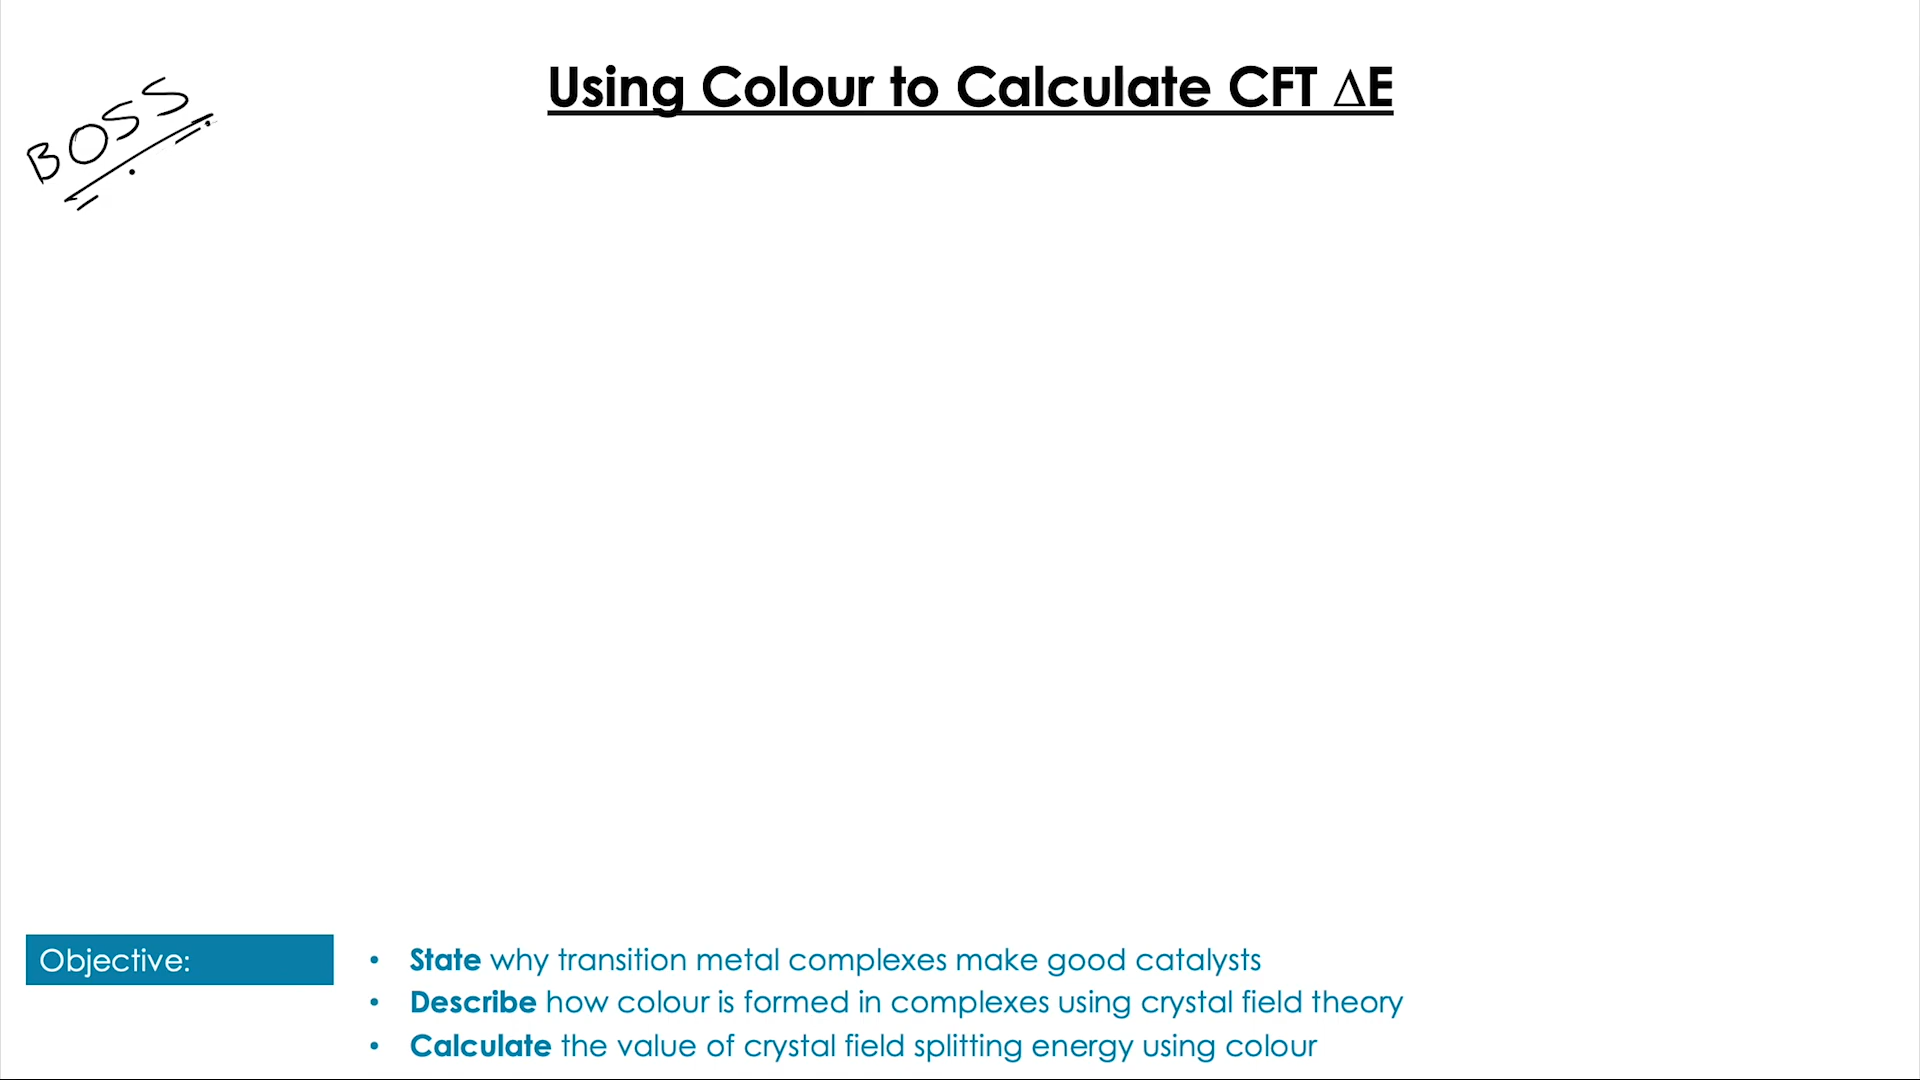 Using Colour to Calculate CFT ΔE
BOSS
Objective:
• State why transition metal complexes make good catalysts
• Describe how colour is formed in complexes using crystal field theory
• Calculate the value of crystal field splitting energy using colour